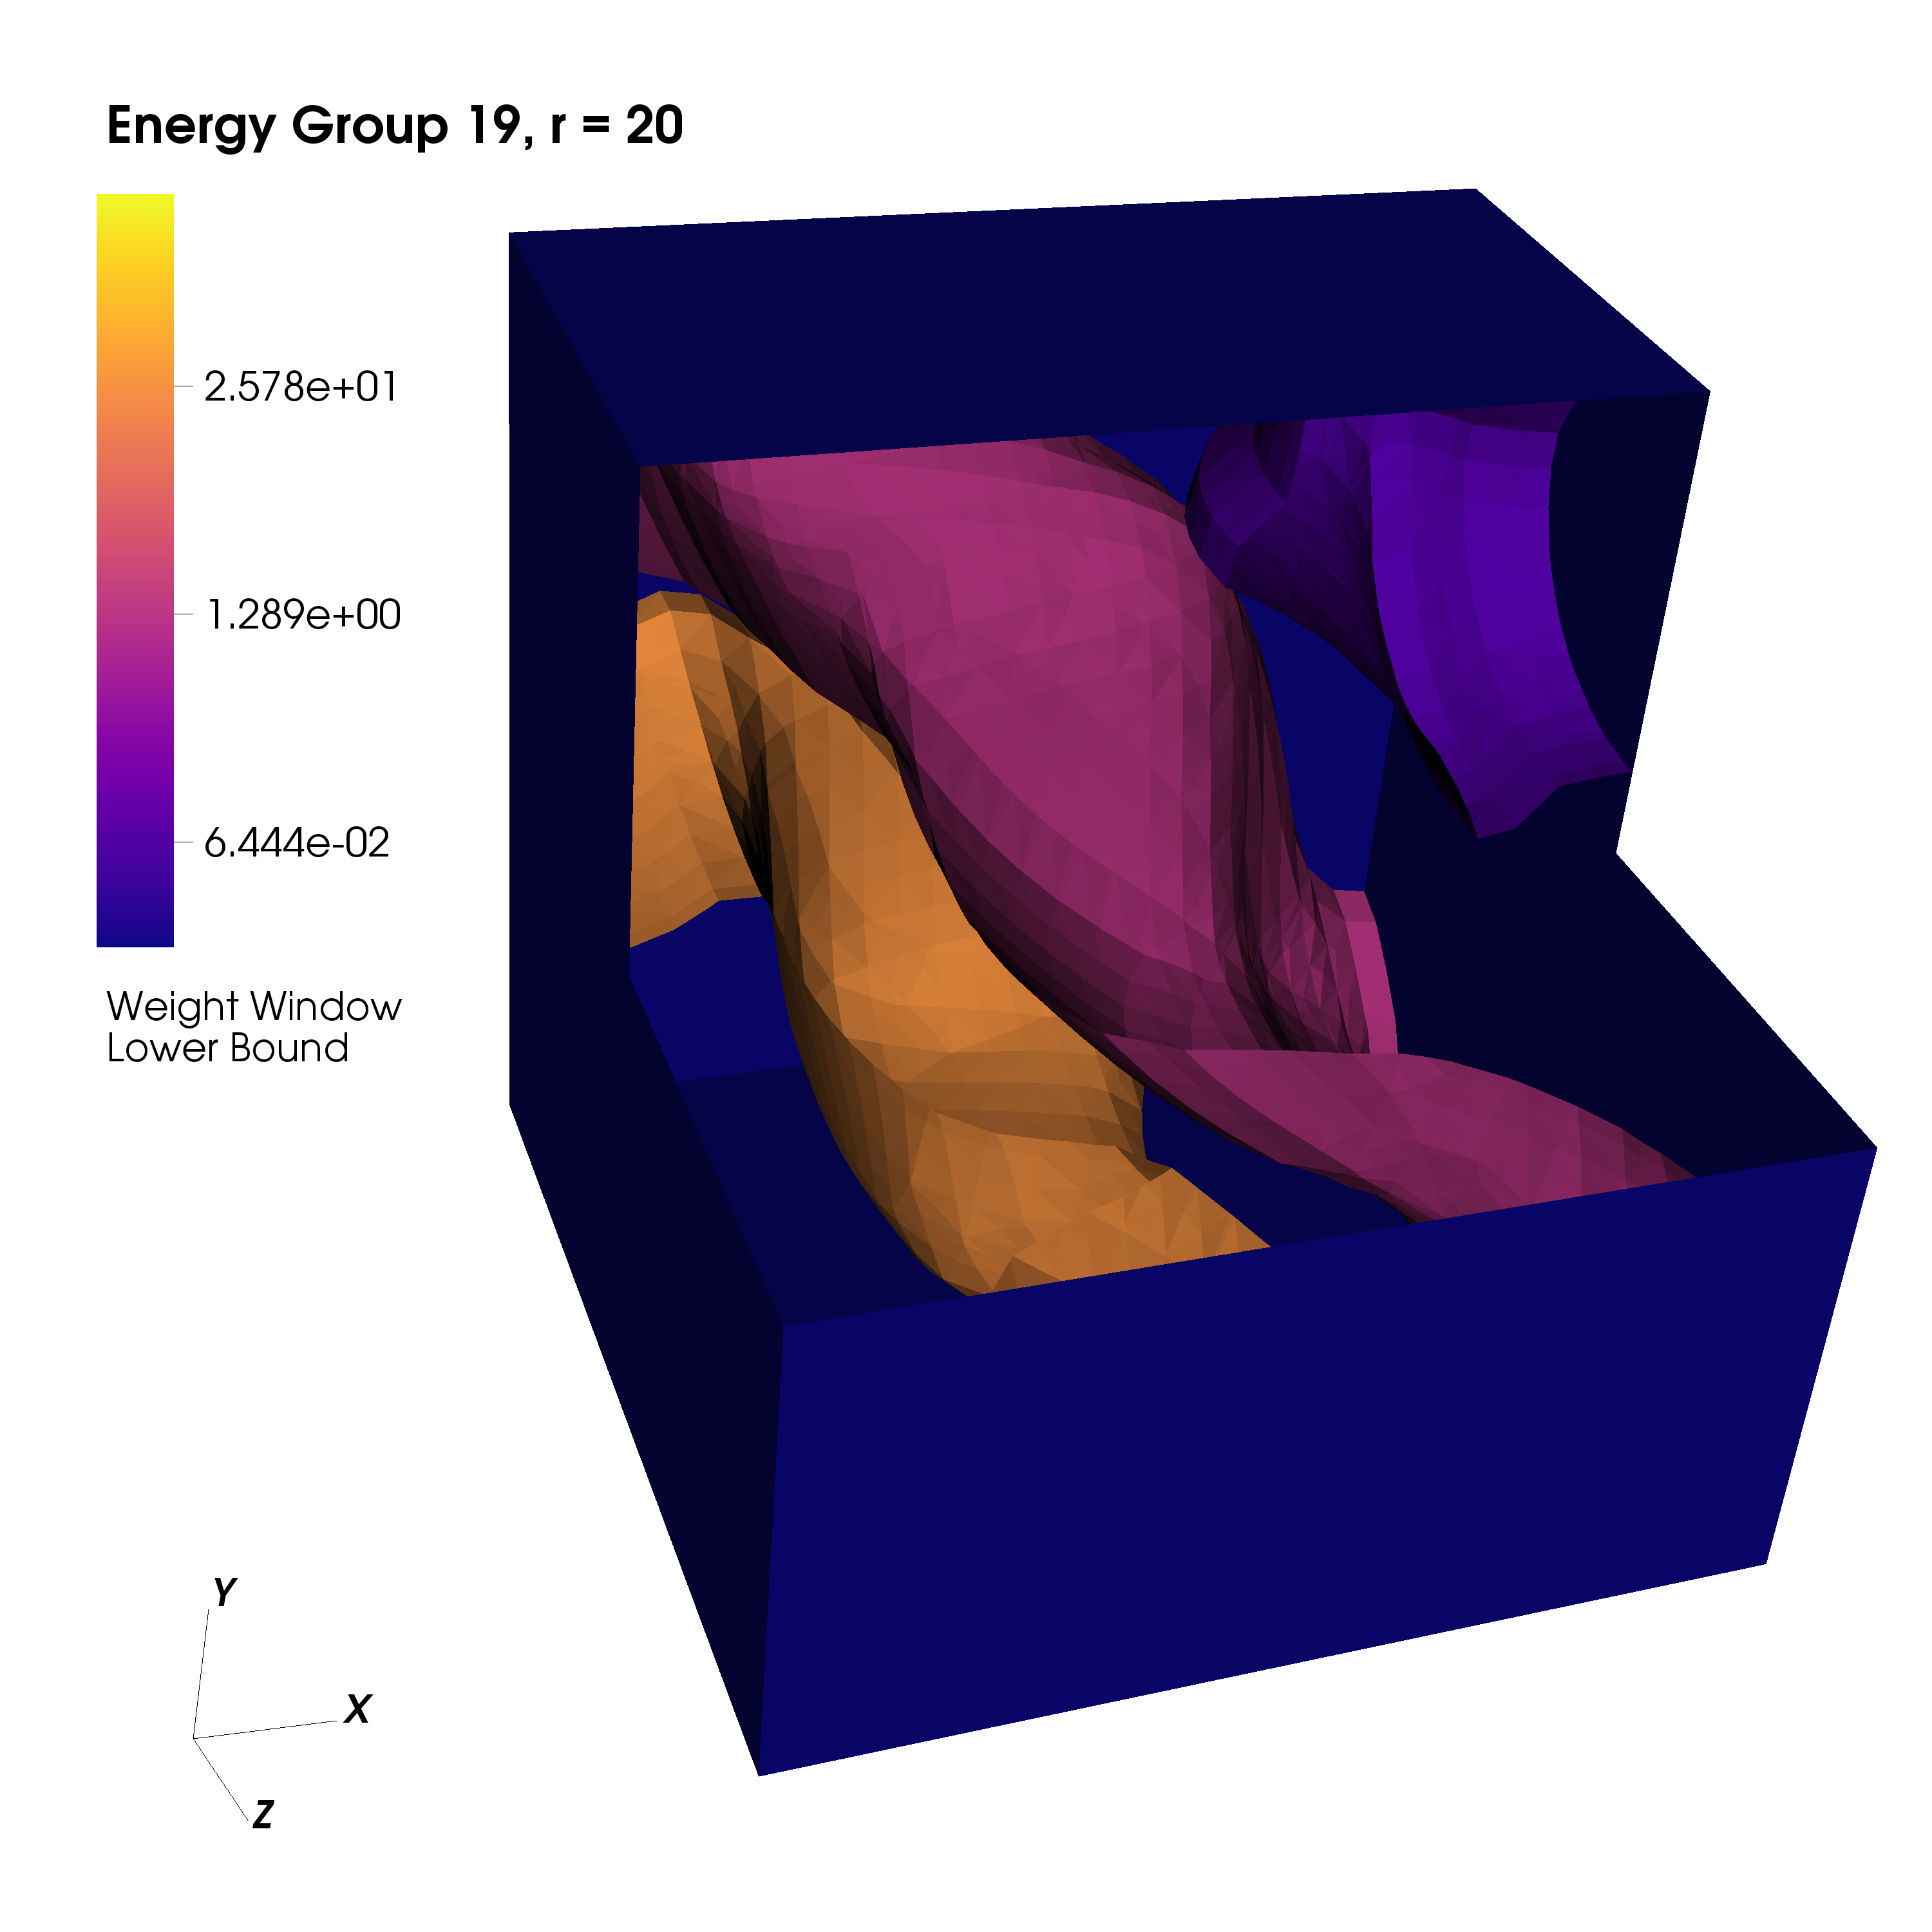 Energy Group 19, r = 20
2.578e+01
1.289e+00
6.444e-02
Weight Window
Lower Bound
Y
X
Z